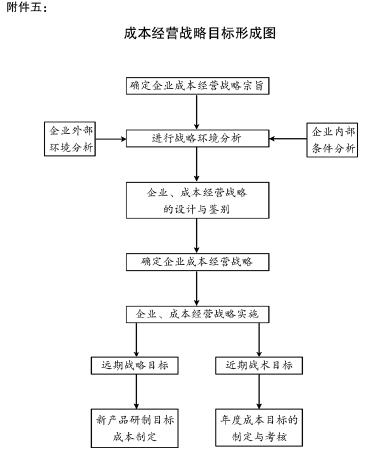 附件五：
成本经营战略目标形成图
确定企业成本经营战略宗旨
企业外部
环境分析
进行战略环境分析
企业内部
条件分析
企业、成本经营战略
的设计与鉴别
确定企业成本经营战略
企业、成本经营战略实施
远期战略目标
近期战术目标
新产品研制目标
成本制定
年度成本目标的
制定与考核